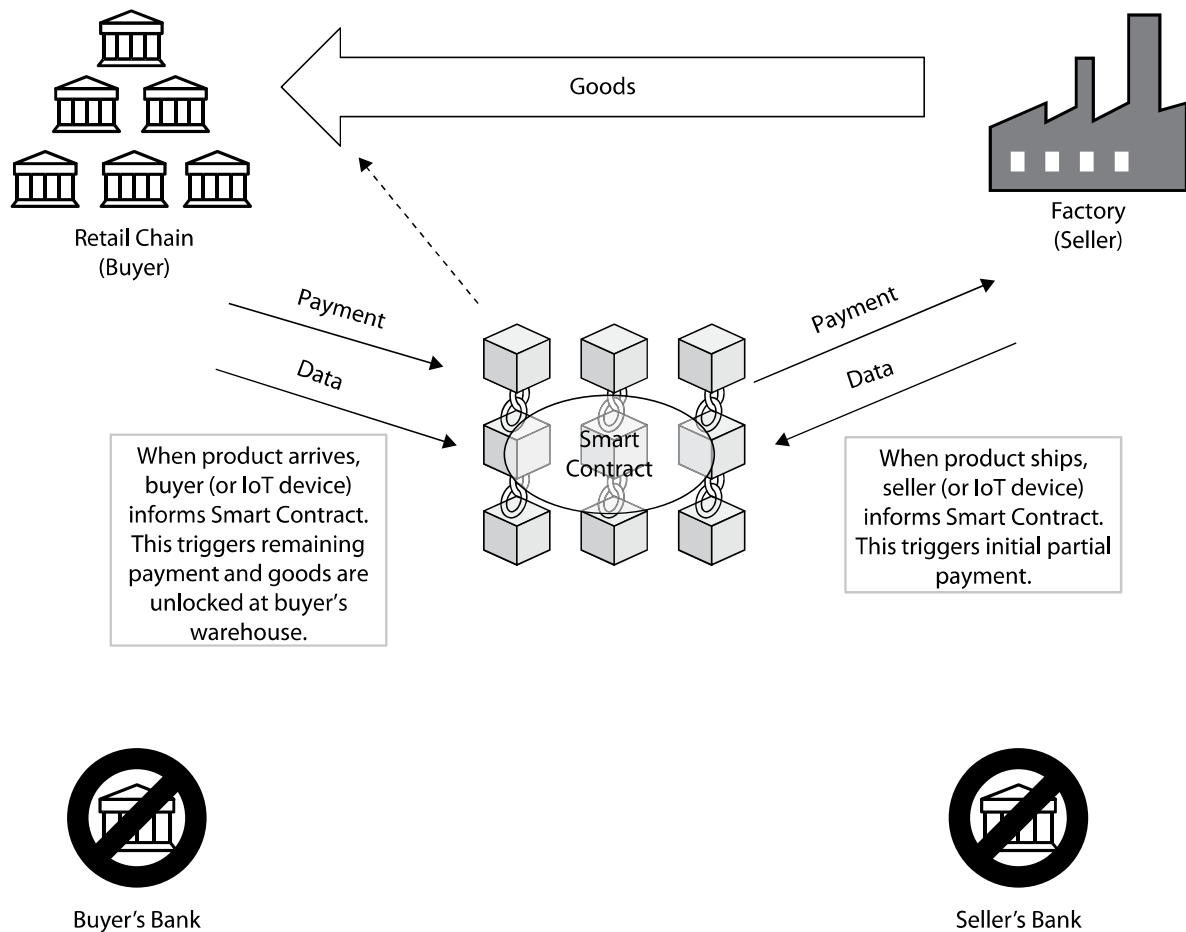 Goods
Retail Chain
(Buyer)
Factory
(Seller)
Payment
Data
Payment
Data
Smart
Contract
When product arrives,
buyer (or IoT device)
informs Smart Contract.
This triggers remaining
payment and goods are
unlocked at buyer’s
warehouse.
When product ships,
seller (or IoT device)
informs Smart Contract.
This triggers initial partial
payment.
Buyer’s Bank
Seller’s Bank